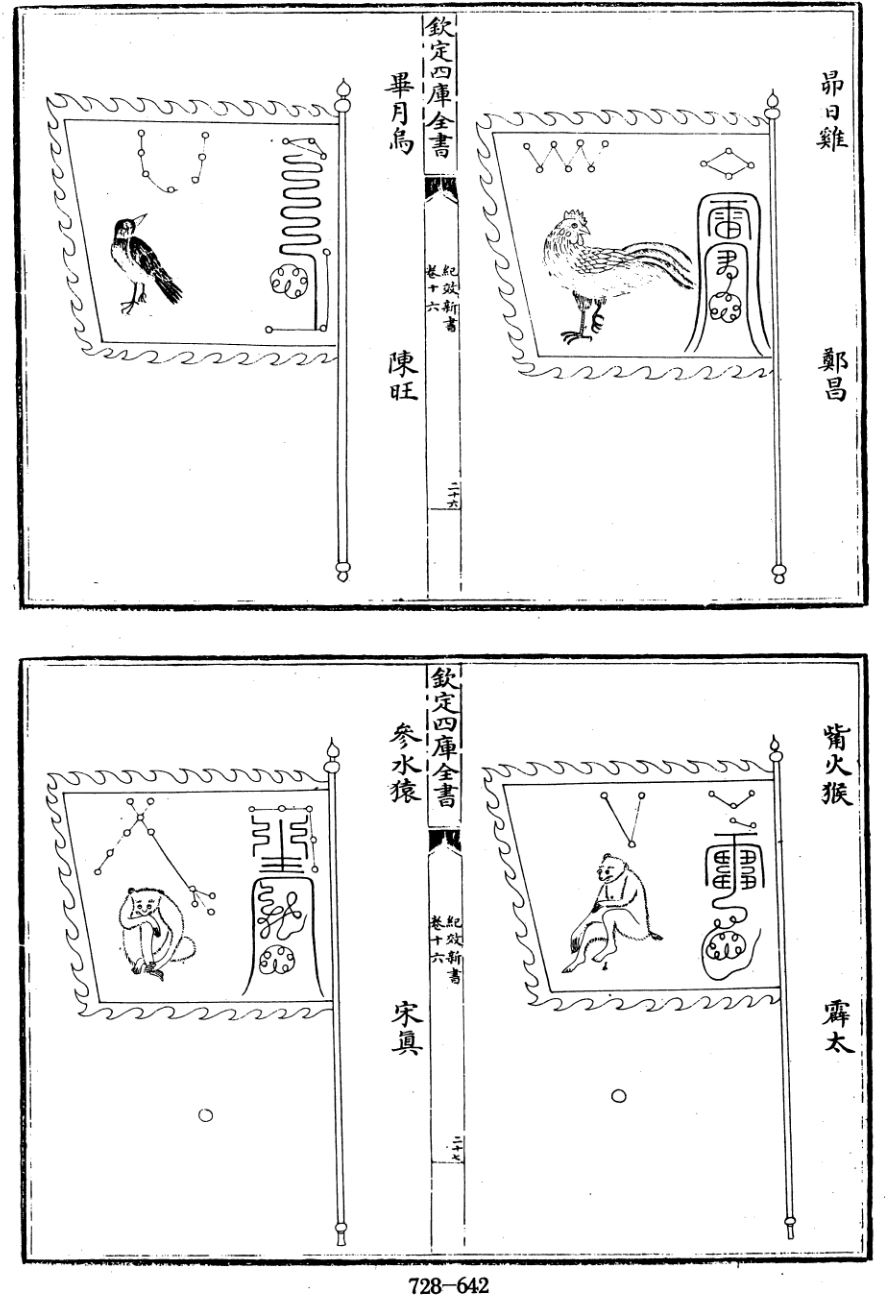 昴日雞
鄭昌
欽定四庫全書
紀效新書
卷十六
二十六
畢月烏
陳旺
觜火猴
霹太
欽定四庫全書
紀效新書
卷十六
二十七
參水猿
宋眞
728-642